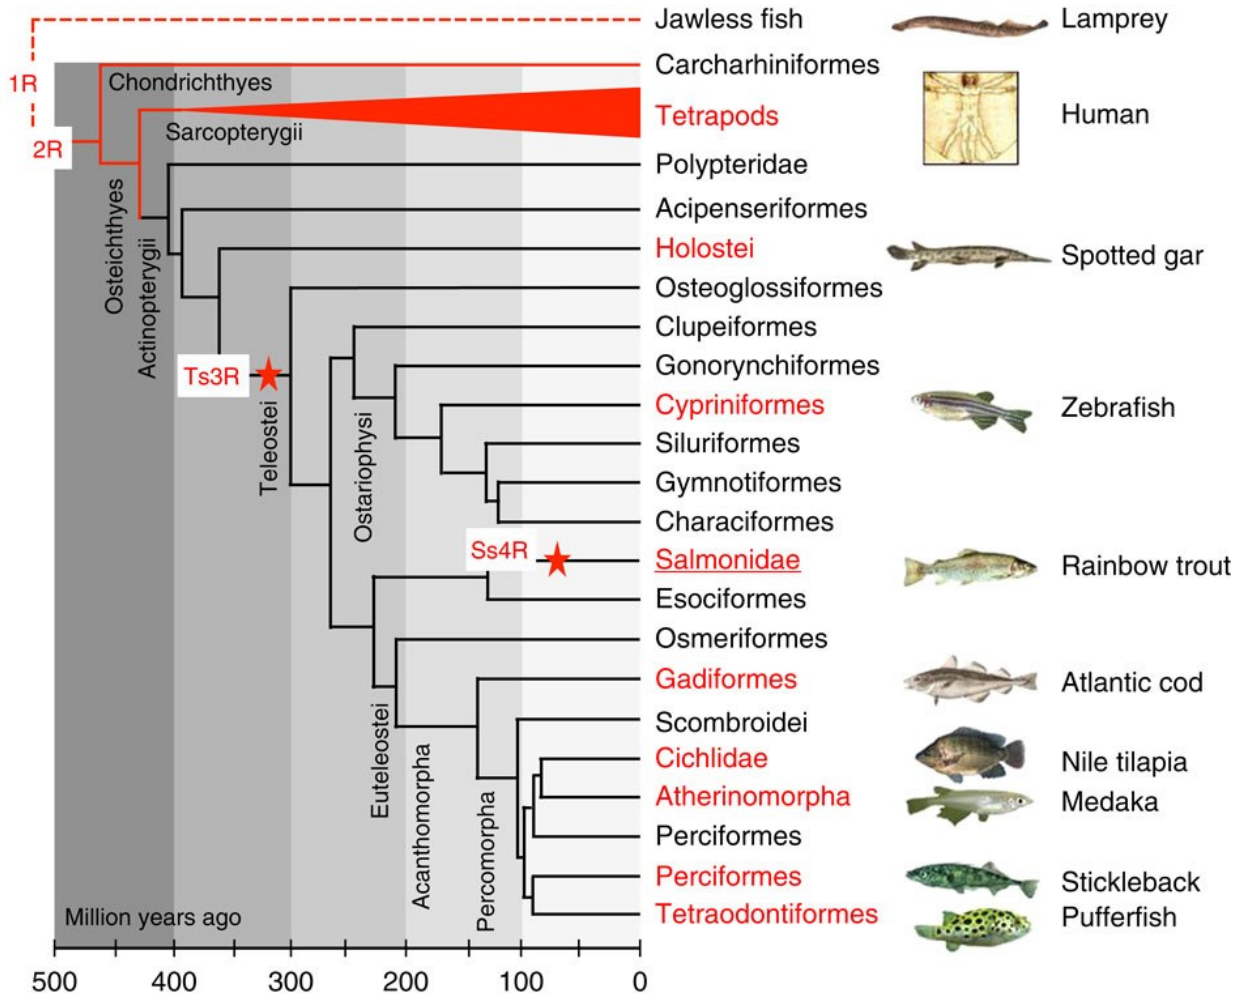 Jawless fish Lamprey
1R
Carcharhiniformes
Chondrichthyes
Tetrapods Human
Sarcopterygii
2R
Polypteridae
Osteichthyes
Acipenseriformes
Actinopterygii
Holostei Spotted gar
Osteoglossiformes
Clupeiformes
Gonorynchiformes
Ts3R
Cypriniformes Zebrafish
Teleostei
Ostariophysi
Siluriformes
Gymnotiformes
Characiformes
Ss4R
Salmonidae Rainbow trout
Esociformes
Osmeriformes
Gadiformes Atlantic cod
Euteleostei
Scombroidei
Acanthomorpha
Cichlidae Nile tilapia
Atherinomorpha Medaka
Percomorpha
Perciformes
Perciformes Stickleback
Tetraodontiformes Pufferfish
Million years ago
500 400 300 200 100 0